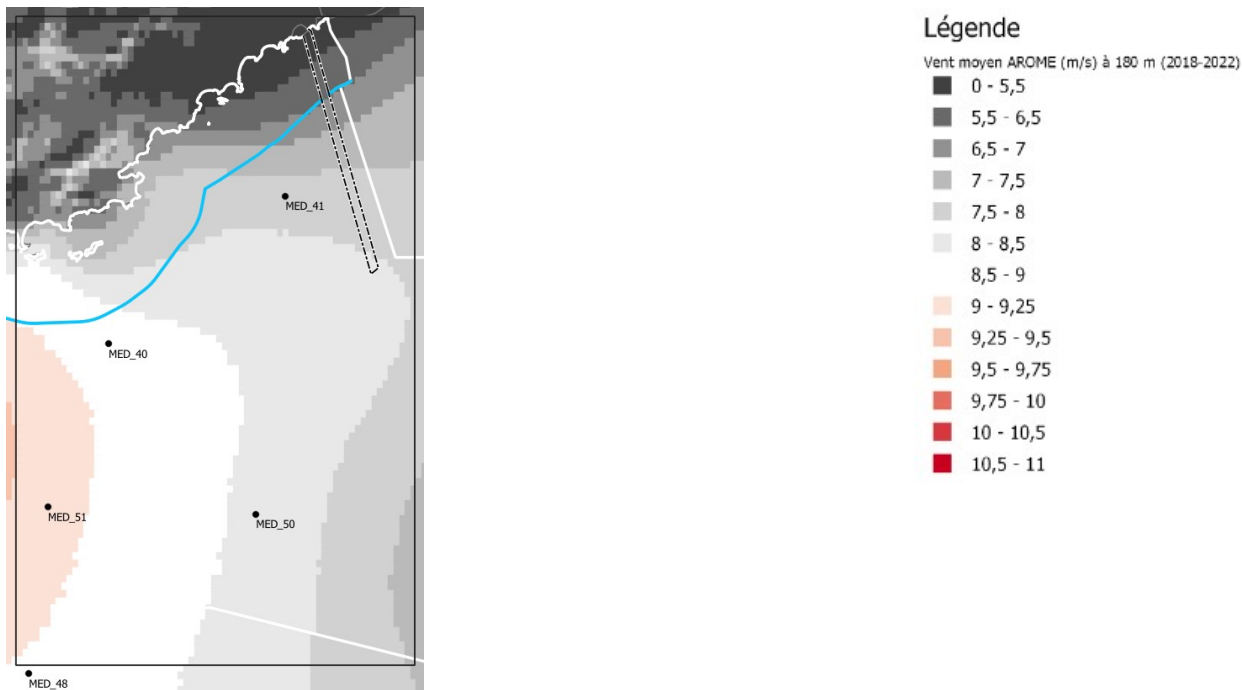 MED_41
MED_40
MED_51
MED_50
MED_48
Légende
Vent moyen AROME (m/s) à 180 m (2018-2022)
0 - 5,5
5,5 - 6,5
6,5 - 7
7 - 7,5
7,5 - 8
8 - 8,5
8,5 - 9
9 - 9,25
9,25 - 9,5
9,5 - 9,75
9,75 - 10
10 - 10,5
10,5 - 11